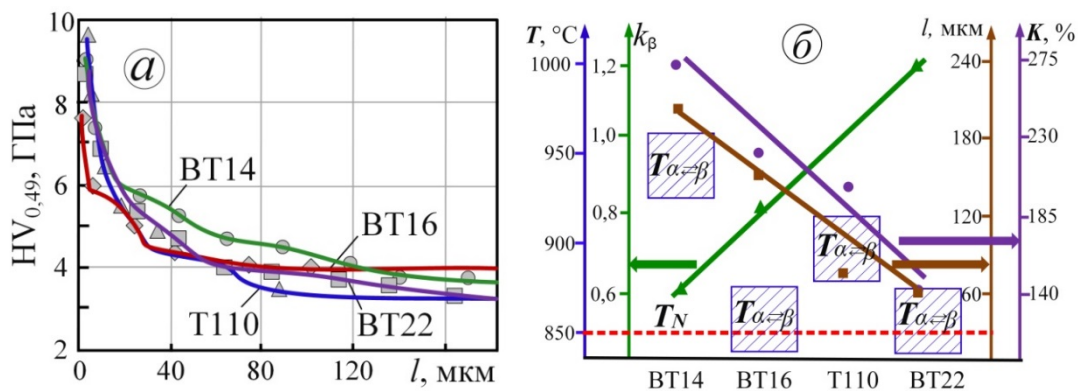 а
HV0,49, ГПа
10
8
6
4
2
0
40
80
120
l, мкм
ВТ14
ВТ16
Т110
ВТ22
б
T, °C
1000
950
900
850
kβ
1,2
1,0
0,8
0,6
l, мкм
240
180
120
60
K, %
275
230
185
140
Tα⇄β
Tα⇄β
Tα⇄β
Tα⇄β
TN
ВТ14
ВТ16
Т110
ВТ22